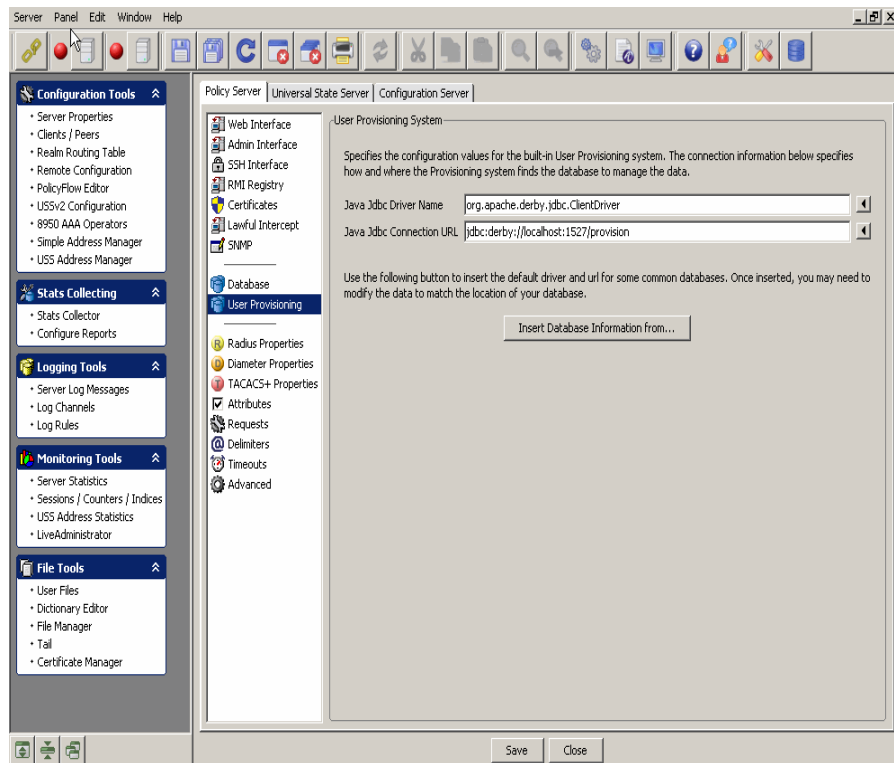 Server Panel Edit Window Help
Configuration Tools
• Server Properties
• Clients / Peers
• Realm Routing Table
• Remote Configuration
• PolicyFlow Editor
• USSv2 Configuration
• 8950 AAA Operators
• Simple Address Manager
• USS Address Manager
Stats Collecting
• Stats Collector
• Configure Reports
Logging Tools
• Server Log Messages
• Log Channels
• Log Rules
Monitoring Tools
• Server Statistics
• Sessions / Counters / Indices
• USS Address Statistics
• LiveAdministrator
File Tools
• User Files
• Dictionary Editor
• File Manager
• Tail
• Certificate Manager
Policy Server Universal State Server Configuration Server
Web Interface
Admin Interface
SSH Interface
RMI Registry
Certificates
Lawful Intercept
SNMP
Database
User Provisioning
R Radius Properties
D Diameter Properties
T TACACS+ Properties
Attributes
Requests
@ Delimiters
Timeouts
Advanced
User Provisioning System
Specifies the configuration values for the built-in User Provisioning system. The connection information below specifies
how and where the Provisioning system finds the database to manage the data.
Java Jdbc Driver Name org.apache.derby.jdbc.ClientDriver
Java Jdbc Connection URL jdbc:derby://localhost:1527/provision
Use the following button to insert the default driver and url for some common databases. Once inserted, you may need to
modify the data to match the location of your database.
Insert Database Information from...
Save Close